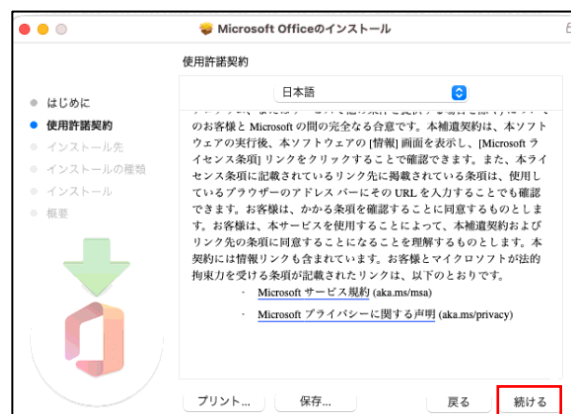 Microsoft Officeのインストール
使用許諾契約
日本語
はじめに
使用許諾契約
インストール先
インストールの種類
インストール
概要
のお客様と Microsoft の間の完全なる合意です。本補遺契約は、本ソフト
ウェアの実行後、本ソフトウェアの [情報] 画面を表示し、[Microsoft ラ
イセンス条項] リンクをクリックすることで確認できます。また、本ライ
センス条項に記載されているリンク先に掲載されている条項は、使用し
ているブラウザーのアドレス バーにその URL を入力することでも確認
できます。お客様は、かかる条項を確認することに同意するものとしま
す。お客様は、本サービスを使用することによって、本補遺契約および
リンク先の条項に同意することになることを理解するものとします。本
契約には情報リンクも含まれています。お客様とマイクロソフトが法的
拘束力を受ける条項が記載されたリンクは、以下のとおりです。
· Microsoft サービス規約 (aka.ms/msa)
· Microsoft プライバシーに関する声明 (aka.ms/privacy)
プリント... 保存... 戻る 続ける